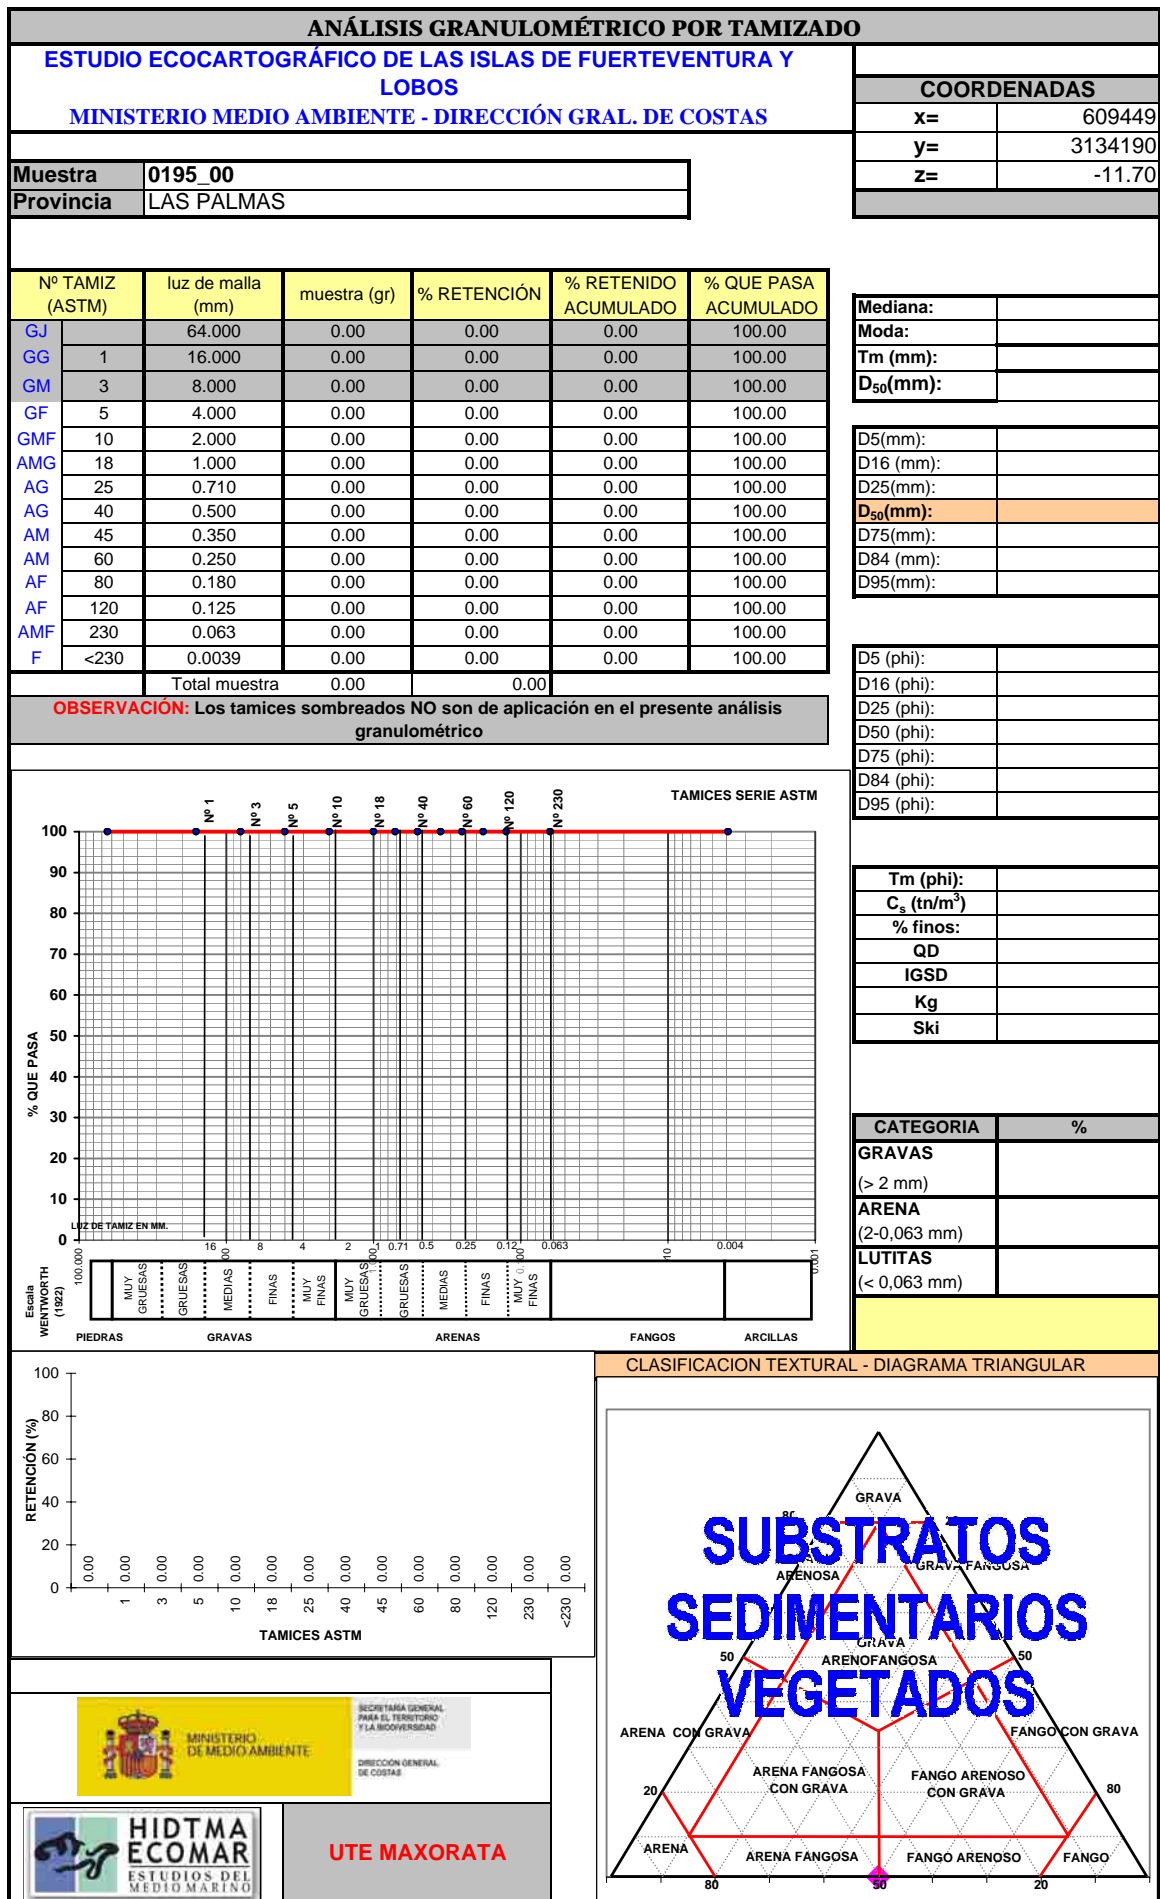 ANÁLISIS GRANULOMÉTRICO POR TAMIZADO
ESTUDIO ECOCARTOGRÁFICO DE LAS ISLAS DE FUERTEVENTURA Y
LOBOS
MINISTERIO MEDIO AMBIENTE - DIRECCIÓN GRAL. DE COSTAS
COORDENADAS
x= 609449
y= 3134190
z= -11.70
Muestra 0195_00
Provincia LAS PALMAS
Nº TAMIZ (ASTM) luz de malla (mm) muestra (gr) % RETENCIÓN % RETENIDO ACUMULADO % QUE PASA ACUMULADO
GJ 64.000 0.00 0.00 0.00 100.00
GG 1 16.000 0.00 0.00 0.00 100.00
GM 3 8.000 0.00 0.00 0.00 100.00
GF 5 4.000 0.00 0.00 0.00 100.00
GMF 10 2.000 0.00 0.00 0.00 100.00
AMG 18 1.000 0.00 0.00 0.00 100.00
AG 25 0.710 0.00 0.00 0.00 100.00
AG 40 0.500 0.00 0.00 0.00 100.00
AM 45 0.350 0.00 0.00 0.00 100.00
AM 60 0.250 0.00 0.00 0.00 100.00
AF 80 0.180 0.00 0.00 0.00 100.00
AF 120 0.125 0.00 0.00 0.00 100.00
AMF 230 0.063 0.00 0.00 0.00 100.00
F <230 0.0039 0.00 0.00 0.00 100.00
Total muestra 0.00 0.00
OBSERVACIÓN: Los tamices sombreados NO son de aplicación en el presente análisis
granulométrico
Mediana:
Moda:
Tm (mm):
D50(mm):
D5(mm):
D16 (mm):
D25(mm):
D50(mm):
D75(mm):
D84 (mm):
D95(mm):
D5 (phi):
D16 (phi):
D25 (phi):
D50 (phi):
D75 (phi):
D84 (phi):
D95 (phi):
Tm (phi):
Cs (tn/m3)
% finos:
QD
IGSD
Kg
Ski
CATEGORIA %
GRAVAS
(> 2 mm)
ARENA
(2-0,063 mm)
LUTITAS
(< 0,063 mm)
TAMICES SERIE ASTM
Nº 1 Nº 3 Nº 5 Nº 10 Nº 18 Nº 40 Nº 60 Nº 120 Nº 230
% QUE PASA
100
90
80
70
60
50
40
30
20
10
0
LUZ DE TAMIZ EN MM.
16 8 4 2 1 0.71 0.5 0.25 0.12 0.063 0.004
100.000 0.001
Escala WENTWORTH (1922)
MUY GRUESAS GRUESAS MEDIAS FINAS MUY FINAS MUY GRUESAS GRUESAS MEDIAS FINAS MUY FINAS
PIEDRAS GRAVAS ARENAS FANGOS ARCILLAS
RETENCIÓN (%)
100
80
60
40
20
0
0.00 0.00 0.00 0.00 0.00 0.00 0.00 0.00 0.00 0.00 0.00 0.00 0.00 0.00
1 3 5 10 18 25 40 45 60 80 120 230 <230
TAMICES ASTM
CLASIFICACION TEXTURAL - DIAGRAMA TRIANGULAR
GRAVA
SUBSTRATOS
ARENOSA GRAVA FANGOSA
SEDIMENTARIOS
GRAVA
ARENOFANGOSA
50 50
VEGETADOS
ARENA CON GRAVA FANGO CON GRAVA
ARENA FANGOSA CON GRAVA
FANGO ARENOSO CON GRAVA
20 80
ARENA ARENA FANGOSA FANGO ARENOSO FANGO
80 50 20
MINISTERIO
DE MEDIO AMBIENTE
SECRETARÍA GENERAL
PARA EL TERRITORIO
Y LA BIODIVERSIDAD
DIRECCIÓN GENERAL
DE COSTAS
HIDTMA
ECOMAR
ESTUDIOS DEL
MEDIO MARINO
UTE MAXORATA